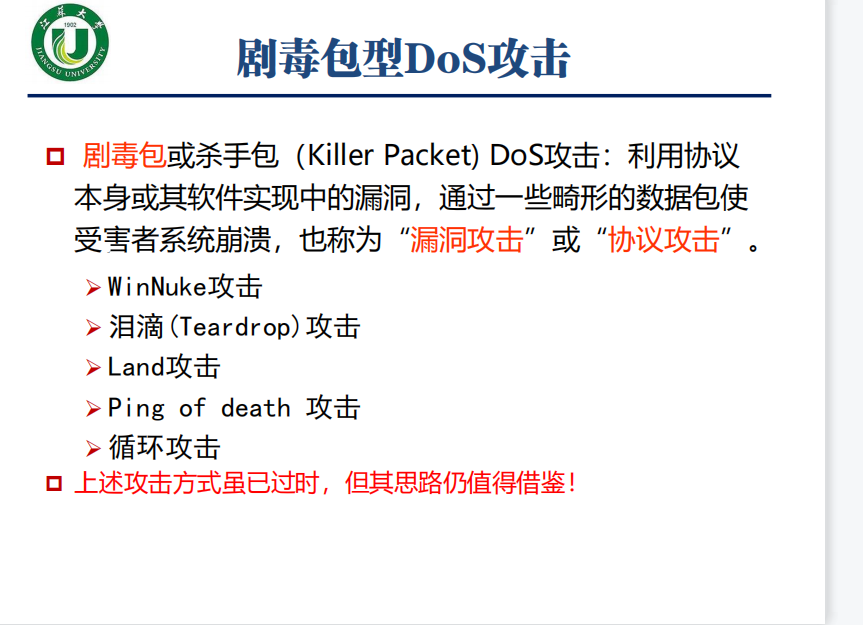 江苏大学
1902
JIANGSU UNIVERSITY
剧毒包型DoS攻击
剧毒包或杀手包（Killer Packet) DoS攻击：利用协议
本身或其软件实现中的漏洞，通过一些畸形的数据包使
受害者系统崩溃，也称为“漏洞攻击”或“协议攻击”。
WinNuke攻击
泪滴(Teardrop)攻击
Land攻击
Ping of death 攻击
循环攻击
上述攻击方式虽已过时，但其思路仍值得借鉴！